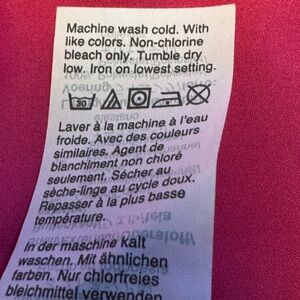 Machine wash cold. With
like colors. Non-chlorine
bleach only. Tumble dry
low. Iron on lowest setting.
30
Laver à la machine à l'eau
froide. Avec des couleurs
similaires. Agent de
blanchiment non chloré
seulement. Sécher au
sèche-linge au cycle doux.
Repasser à la plus basse
température.
In der maschine kalt
waschen. Mit ähnlichen
farben. Nur chlorfreies
bleichmittel verwenden